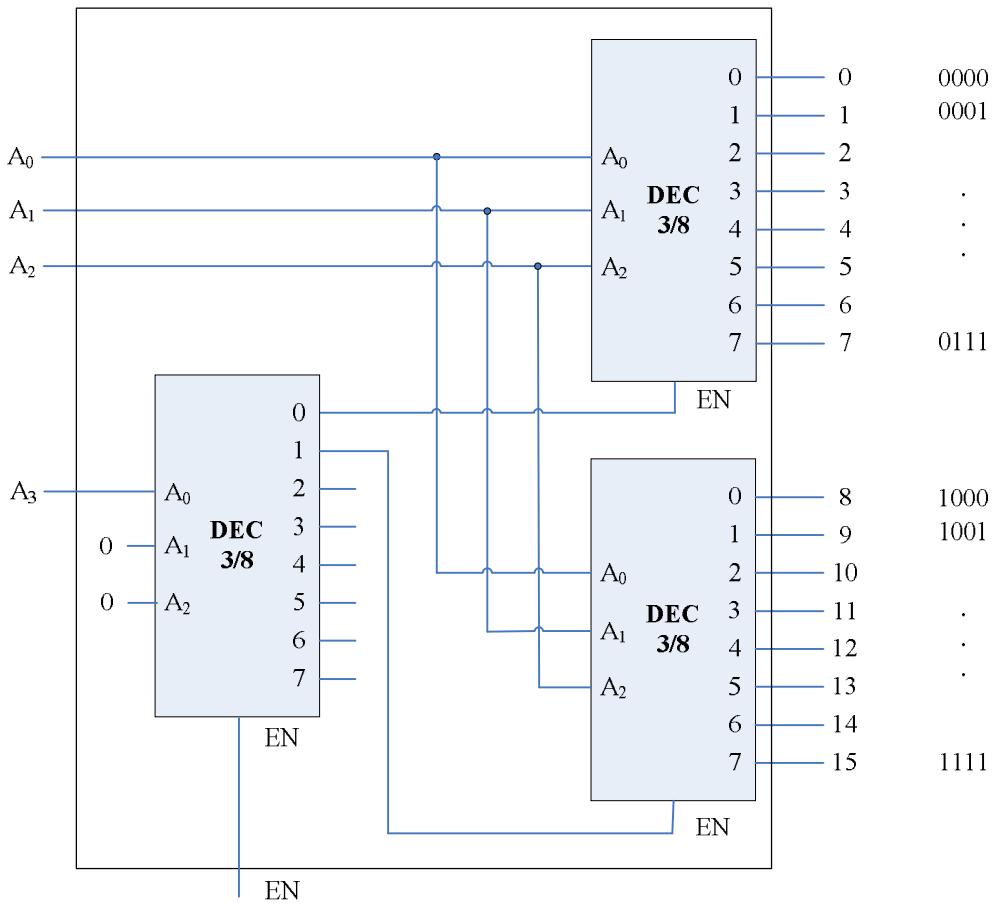 0 0 0000
1 1 0001
A0 A0 2 2
DEC 3 3 .
A1 A1 3/8 4 4 .
A2 A2 5 5 .
6 6
7 7 0111
EN
0
1
A3 A0 2
DEC 3
0 A1 3/8 4
0 A2 5
6
7
EN
0 8 1000
1 9 1001
A0 2 10
DEC 3 11 .
A1 3/8 4 12 .
A2 5 13 .
6 14
7 15 1111
EN
EN